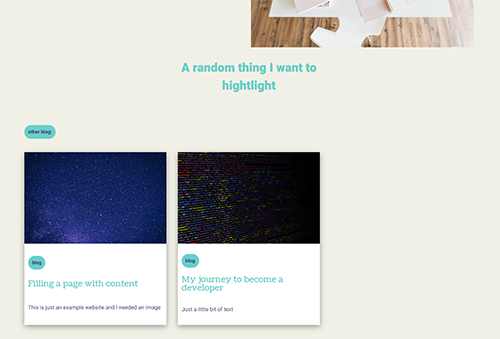 A random thing I want to
hightlight
other blog:
blog
Filling a page with content
This is just an example website and I needed an image
blog
My journey to become a
developer
Just a little bit of text